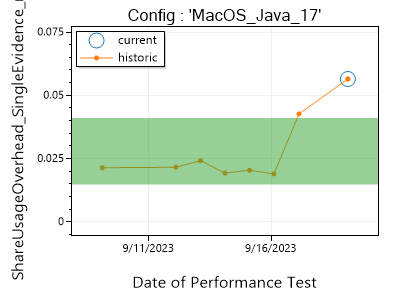 Config : 'MacOS_Java_17'
current
historic
0.075
0.05
0.025
0
ShareUsageOverhead_SingleEvidence_
9/11/2023
9/16/2023
Date of Performance Test